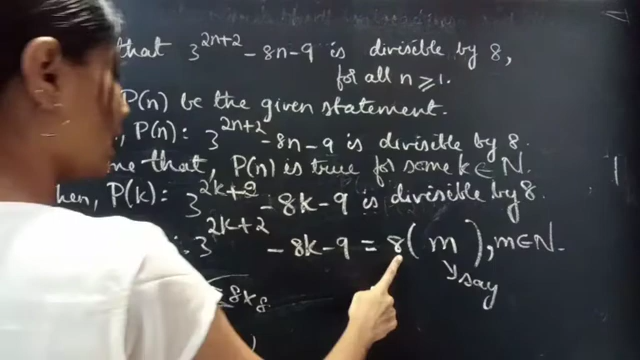 that 3^{2n+2} - 8n - 9 is divisible by 8,
for all n ⩾ 1.
P(n) be the given statement.
P(n): 3^{2n+2} - 8n - 9 is divisible by 8.
me that, P(n) is true for some k ∈ N.
hen, P(k): 3^{2k+2} - 8k - 9 is divisible by 8.
3^{2k+2} - 8k - 9 = 8( m ), m ∈ N.
↘ say